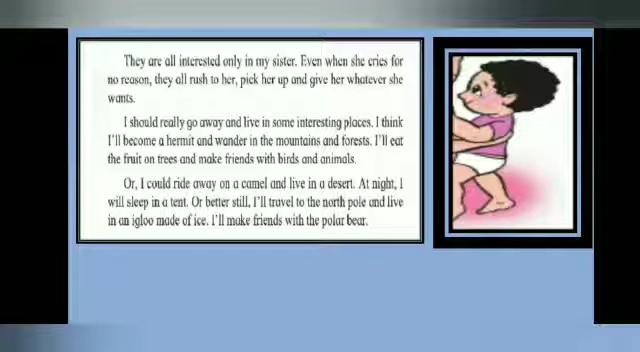 They are all interested only in my sister. Even when she cries for
no reason, they all rush to her, pick her up and give her whatever she
wants.
I should really go away and live in some interesting places. I think
I'll become a hermit and wander in the mountains and forests. I'll eat
the fruit on trees and make friends with birds and animals.
Or, I could ride away on a camel and live in a desert. At night, I
will sleep in a tent. Or better still, I'll travel to the north pole and live
in an igloo made of ice. I'll make friends with the polar bear.